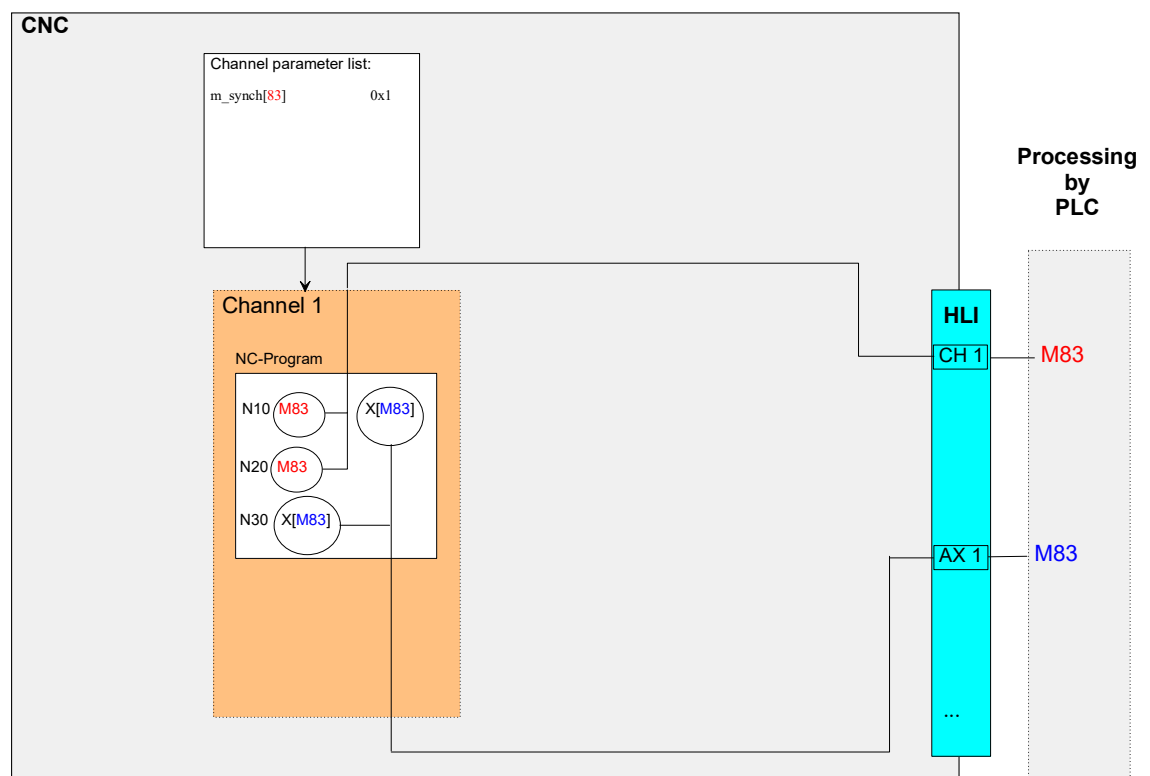 CNC
Channel parameter list:
m_synch[83] 0x1
Processing
by
PLC
Channel 1
HLI
NC-Program
CH 1 M83
N10 M83 X[M83]
N20 M83
N30 X[M83]
AX 1 M83
...